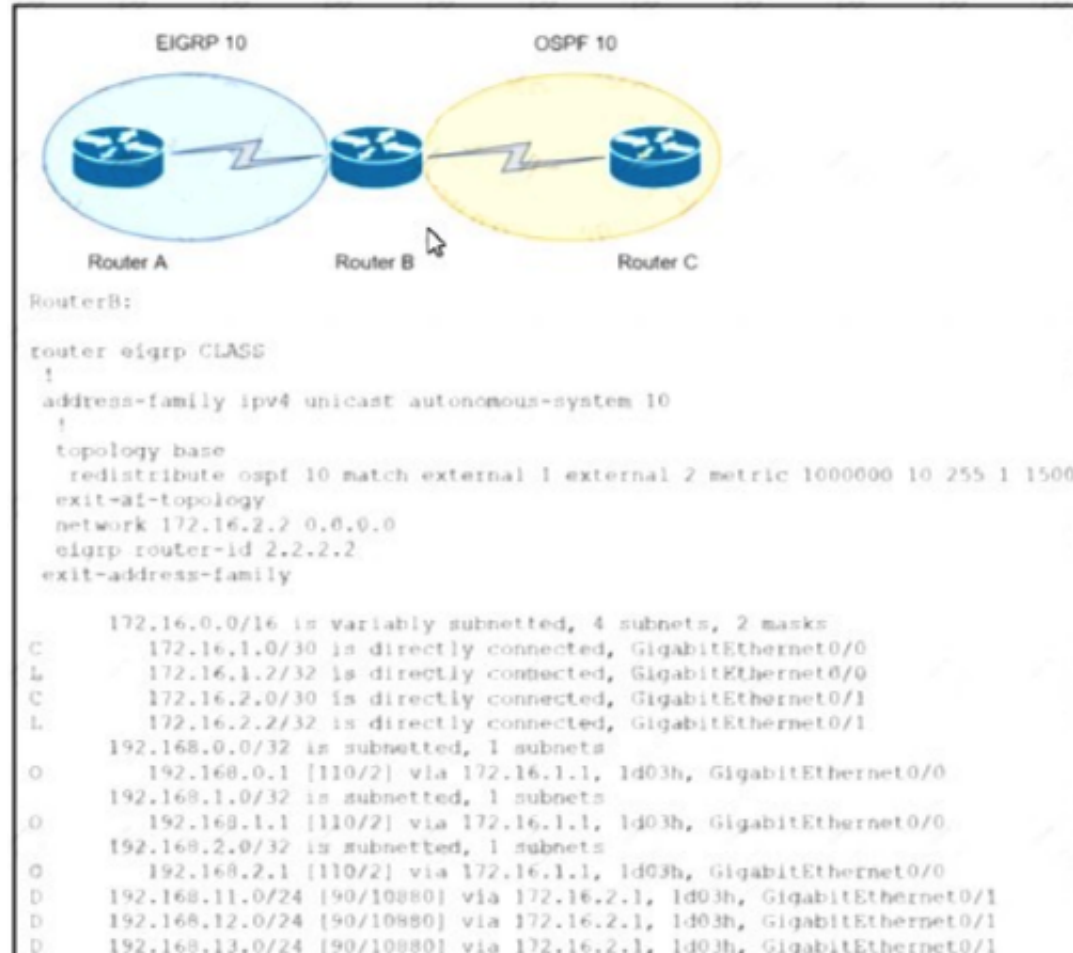 EIGRP 10 OSPF 10
Router A Router B Router C
RouterB:
router eigrp CLASS
!
address-family ipv4 unicast autonomous-system 10
!
topology base
redistribute ospf 10 match external 1 external 2 metric 1000000 10 255 1 1500
exit-af-topology
network 172.16.2.2 0.0.0.0
eigrp router-id 2.2.2.2
exit-address-family
172.16.0.0/16 is variably subnetted, 4 subnets, 2 masks
C 172.16.1.0/30 is directly connected, GigabitEthernet0/0
L 172.16.1.2/32 is directly connected, GigabitEthernet0/0
C 172.16.2.0/30 is directly connected, GigabitEthernet0/1
L 172.16.2.2/32 is directly connected, GigabitEthernet0/1
192.168.0.0/32 is subnetted, 1 subnets
O 192.168.0.1 [110/2] via 172.16.1.1, 1d03h, GigabitEthernet0/0
192.168.1.0/32 is subnetted, 1 subnets
O 192.168.1.1 [110/2] via 172.16.1.1, 1d03h, GigabitEthernet0/0
192.168.2.0/32 is subnetted, 1 subnets
O 192.168.2.1 [110/2] via 172.16.1.1, 1d03h, GigabitEthernet0/0
D 192.168.11.0/24 [90/10880] via 172.16.2.1, 1d03h, GigabitEthernet0/1
D 192.168.12.0/24 [90/10880] via 172.16.2.1, 1d03h, GigabitEthernet0/1
D 192.168.13.0/24 [90/10880] via 172.16.2.1, 1d03h, GigabitEthernet0/1